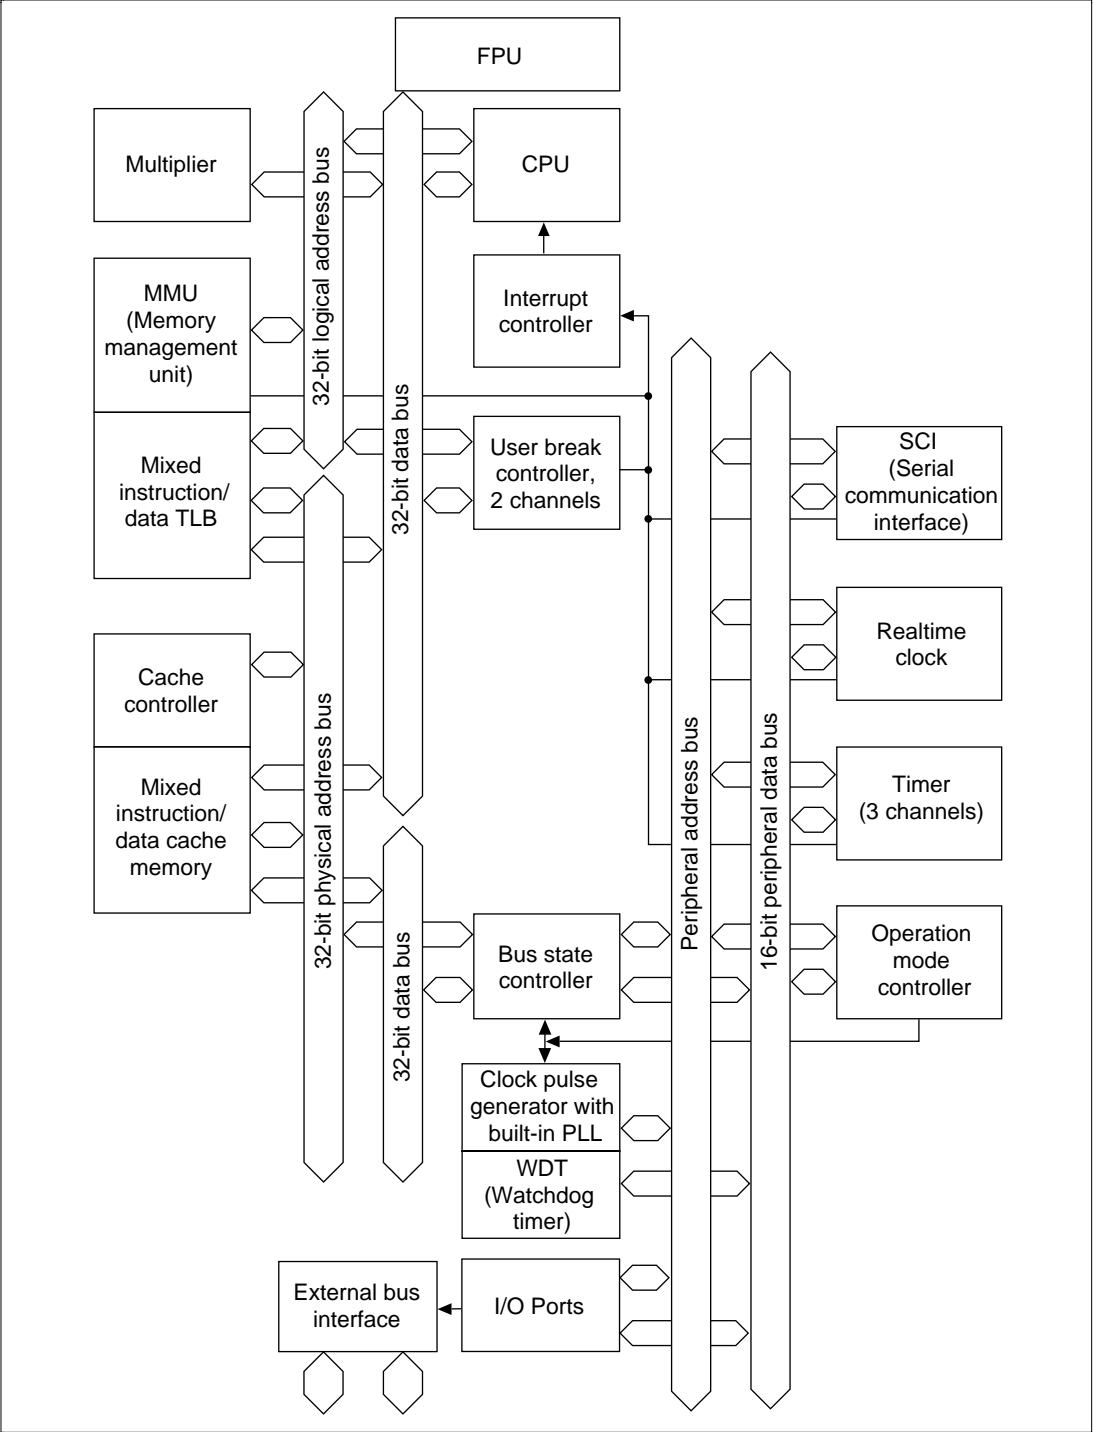 FPU
Multiplier
CPU
32-bit logical address bus
MMU
(Memory
management
unit)
Interrupt
controller
32-bit data bus
Mixed
instruction/
data TLB
User break
controller,
2 channels
SCI
(Serial
communication
interface)
Realtime
clock
Cache
controller
32-bit physical address bus
Peripheral address bus
16-bit peripheral data bus
Mixed
instruction/
data cache
memory
Timer
(3 channels)
32-bit data bus
Bus state
controller
Operation
mode
controller
Clock pulse
generator with
built-in PLL
WDT
(Watchdog
timer)
External bus
interface
I/O Ports